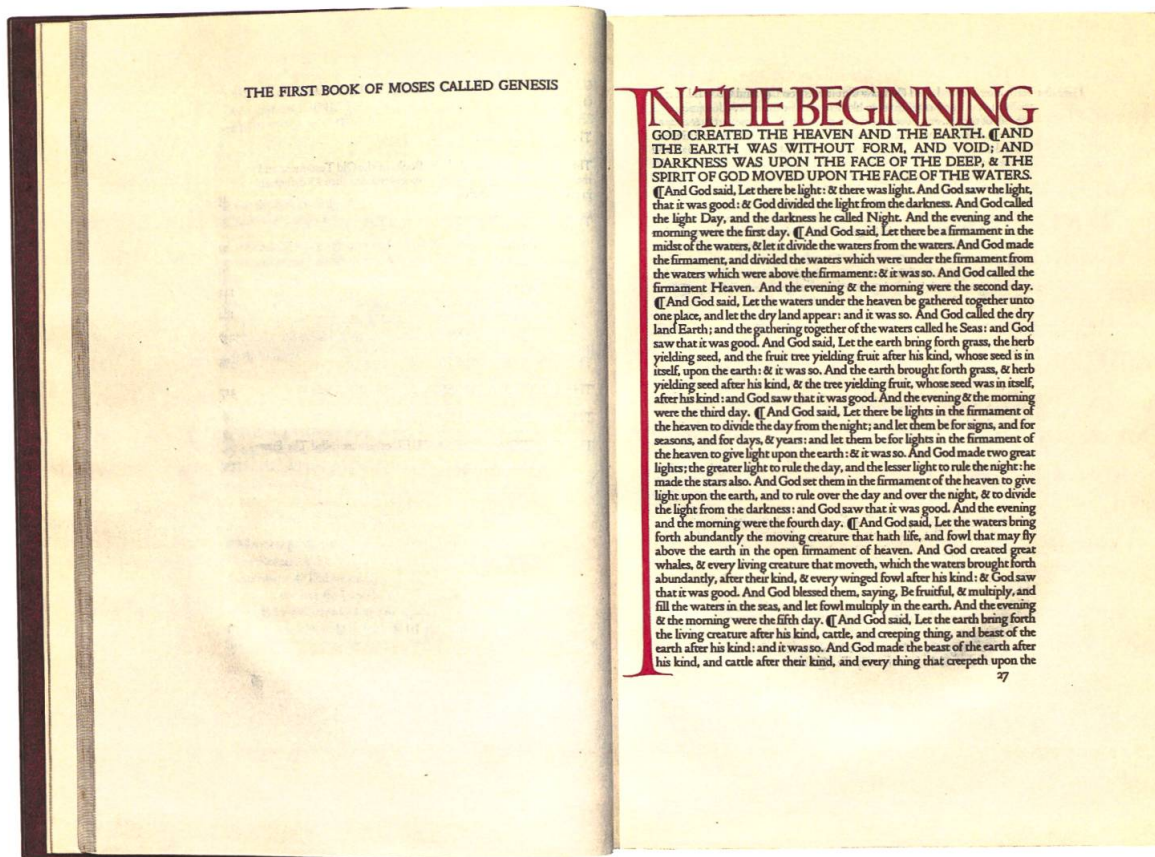 THE FIRST BOOK OF MOSES CALLED GENESIS
IN THE BEGINNING
GOD CREATED THE HEAVEN AND THE EARTH. ⁋AND
THE EARTH WAS WITHOUT FORM, AND VOID; AND
DARKNESS WAS UPON THE FACE OF THE DEEP, & THE
SPIRIT OF GOD MOVED UPON THE FACE OF THE WATERS.
⁋And God said, Let there be light: & there was light. And God saw the light,
that it was good: & God divided the light from the darkness. And God called
the light Day, and the darkness he called Night. And the evening and the
morning were the first day. ⁋And God said, Let there be a firmament in the
midst of the waters, & let it divide the waters from the waters. And God made
the firmament, and divided the waters which were under the firmament from
the waters which were above the firmament: & it was so. And God called the
firmament Heaven. And the evening & the morning were the second day.
⁋And God said, Let the waters under the heaven be gathered together unto
one place, and let the dry land appear: and it was so. And God called the dry
land Earth; and the gathering together of the waters called he Seas: and God
saw that it was good. And God said, Let the earth bring forth grass, the herb
yielding seed, and the fruit tree yielding fruit after his kind, whose seed is in
itself, upon the earth: & it was so. And the earth brought forth grass, & herb
yielding seed after his kind, & the tree yielding fruit, whose seed was in itself,
after his kind: and God saw that it was good. And the evening & the morning
were the third day. ⁋And God said, Let there be lights in the firmament of
the heaven to divide the day from the night; and let them be for signs, and for
seasons, and for days, & years: and let them be for lights in the firmament of
the heaven to give light upon the earth: & it was so. And God made two great
lights; the greater light to rule the day, and the lesser light to rule the night: he
made the stars also. And God set them in the firmament of the heaven to give
light upon the earth, and to rule over the day and over the night, & to divide
the light from the darkness: and God saw that it was good. And the evening
and the morning were the fourth day. ⁋And God said, Let the waters bring
forth abundantly the moving creature that hath life, and fowl that may fly
above the earth in the open firmament of heaven. And God created great
whales, & every living creature that moveth, which the waters brought forth
abundantly, after their kind, & every winged fowl after his kind: & God saw
that it was good. And God blessed them, saying, Be fruitful, & multiply, and
fill the waters in the seas, and let fowl multiply in the earth. And the evening
& the morning were the fifth day. ⁋And God said, Let the earth bring forth
the living creature after his kind, cattle, and creeping thing, and beast of the
earth after his kind: and it was so. And God made the beast of the earth after
his kind, and cattle after their kind, and every thing that creepeth upon the
27